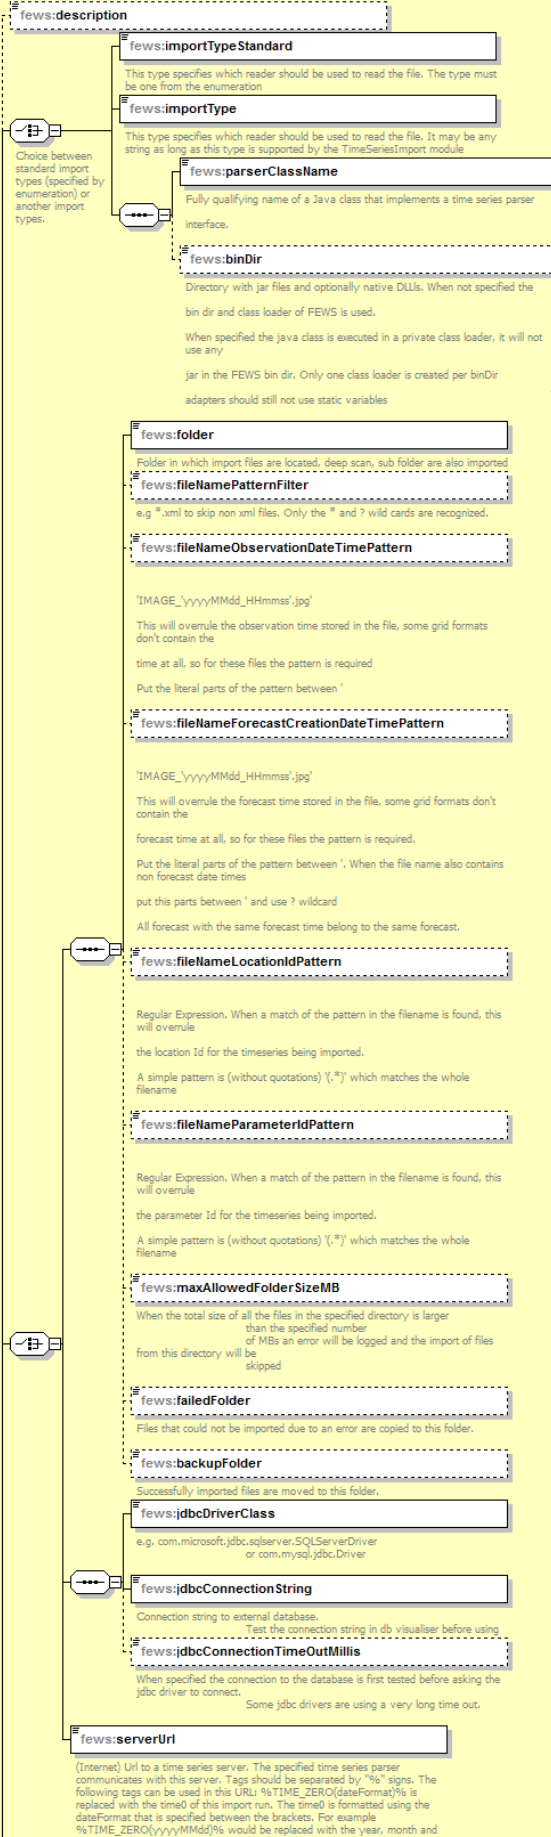 fews:description
fews:importTypeStandard
This type specifies which reader should be used to read the file. The type must
be one from the enumeration
fews:importType
This type specifies which reader should be used to read the file. It may be any
string as long as this type is supported by the TimeSeriesImport module
Choice between
standard import
types (specified by
enumeration) or
another import
types.
fews:parserClassName
Fully qualifying name of a Java class that implements a time series parser
interface.
fews:binDir
Directory with jar files and optionally native DLLls. When not specified the
bin dir and class loader of FEWS is used.
When specified the java class is executed in a private class loader, it will not
use any
jar in the FEWS bin dir. Only one class loader is created per binDir
adapters should still not use static variables
fews:folder
Folder in which import files are located, deep scan, sub folder are also imported
fews:fileNamePatternFilter
e.g *.xml to skip non xml files. Only the * and ? wild cards are recognized.
fews:fileNameObservationDateTimePattern
'IMAGE_'yyyyMMdd_HHmmss'.jpg'
This will overrule the observation time stored in the file, some grid formats
don't contain the
time at all, so for these files the pattern is required
Put the literal parts of the pattern between '
fews:fileNameForecastCreationDateTimePattern
'IMAGE_'yyyyMMdd_HHmmss'.jpg'
This will overrule the forecast time stored in the file, some grid formats don't
contain the
forecast time at all, so for these files the pattern is required.
Put the literal parts of the pattern between '. When the file name also contains
non forecast date times
put this parts between ' and use ? wildcard
All forecast with the same forecast time belong to the same forecast.
fews:fileNameLocationIdPattern
Regular Expression. When a match of the pattern in the filename is found, this
will overrule
the location Id for the timeseries being imported.
A simple pattern is (without quotations) '(.*)' which matches the whole
filename
fews:fileNameParameterIdPattern
Regular Expression. When a match of the pattern in the filename is found, this
will overrule
the parameter Id for the timeseries being imported.
A simple pattern is (without quotations) '(.*)' which matches the whole
filename
fews:maxAllowedFolderSizeMB
When the total size of all the files in the specified directory is larger
than the specified number
of MBs an error will be logged and the import of files
from this directory will be
skipped
fews:failedFolder
Files that could not be imported due to an error are copied to this folder.
fews:backupFolder
Successfully imported files are moved to this folder.
fews:jdbcDriverClass
e.g. com.microsoft.jdbc.sqlserver.SQLServerDriver
or com.mysql.jdbc.Driver
fews:jdbcConnectionString
Connection string to external database.
Test the connection string in db visualiser before using
fews:jdbcConnectionTimeOutMillis
When specified the connection to the database is first tested before asking the
jdbc driver to connect.
Some jdbc drivers are using a very long time out.
fews:serverUrl
(Internet) Url to a time series server. The specified time series parser
communicates with this server. Tags should be separated by "%" signs. The
following tags can be used in this URL: %TIME_ZERO(dateFormat)% is
replaced with the time0 of this import run. The time0 is formatted using the
dateFormat that is specified between the brackets. For example
%TIME_ZERO(yyyyMMdd)% would be replaced with the year, month and